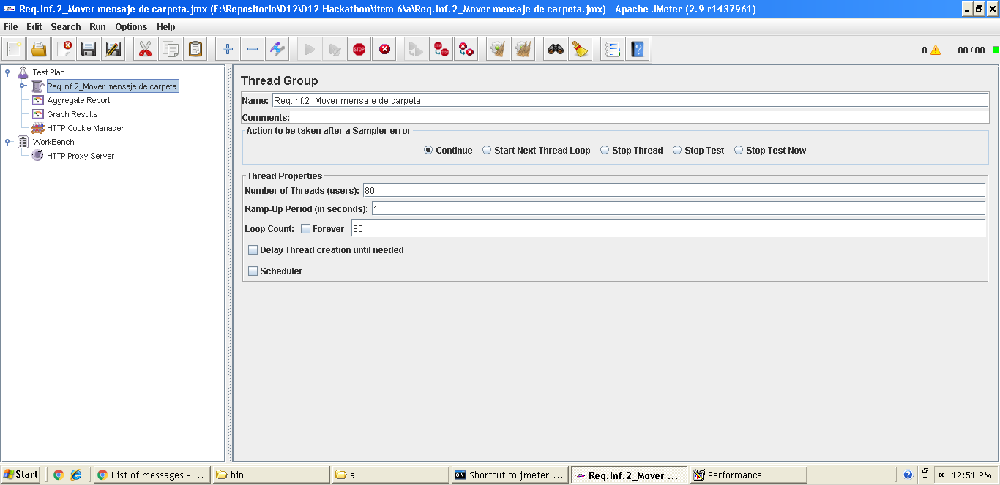 Req.Inf.2_Mover mensaje de carpeta.jmx (E:\Repositorio\D12\D12-Hackathon\item 6\a\Req.Inf.2_Mover mensaje de carpeta.jmx) - Apache JMeter (2.9 r1437961)
File Edit Search Run Options Help
STOP STOP STOP 0 80 / 80
Test Plan
Req.Inf.2_Mover mensaje de carpeta
Aggregate Report
Graph Results
HTTP Cookie Manager
WorkBench
HTTP Proxy Server
Thread Group
Name: Req.Inf.2_Mover mensaje de carpeta
Comments:
Action to be taken after a Sampler error
Continue Start Next Thread Loop Stop Thread Stop Test Stop Test Now
Thread Properties
Number of Threads (users): 80
Ramp-Up Period (in seconds): 1
Loop Count: Forever 80
Delay Thread creation until needed
Scheduler
Start List of messages - ... bin a C:\ Shortcut to jmeter.... Req.Inf.2_Mover ... Performance ? « 12:51 PM